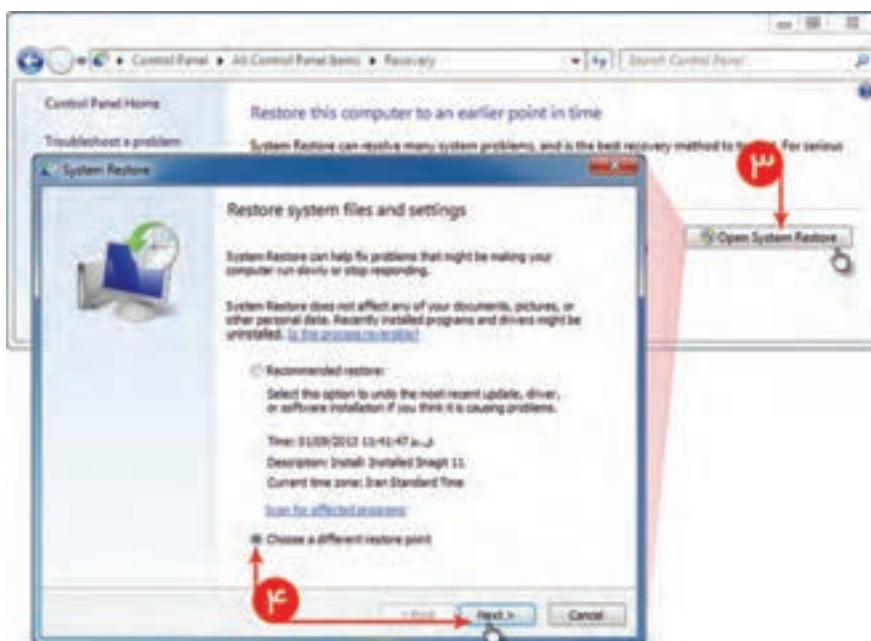 Control Panel ▸ All Control Panel Items ▸ Recovery
Search Control Panel
Control Panel Home
Troubleshoot a problem
Restore this computer to an earlier point in time
System Restore can resolve many system problems, and is the best recovery method to For serious
۳
Open System Restore
System Restore
Restore system files and settings
System Restore can help fix problems that might be making your
computer run slowly or stop responding.
System Restore does not affect any of your documents, pictures, or
other personal data. Recently installed programs and drivers might be
uninstalled. Is this process reversible?
Recommended restore:
Select this option to undo the most recent update, driver,
or software installation if you think it is causing problems.
Time: 11:41:47 ق.ظ
Description: Install: Installed Snagit 11
Current time zone: Iran Standard Time
Scan for affected programs
Choose a different restore point
۴
< Back
Next >
Cancel